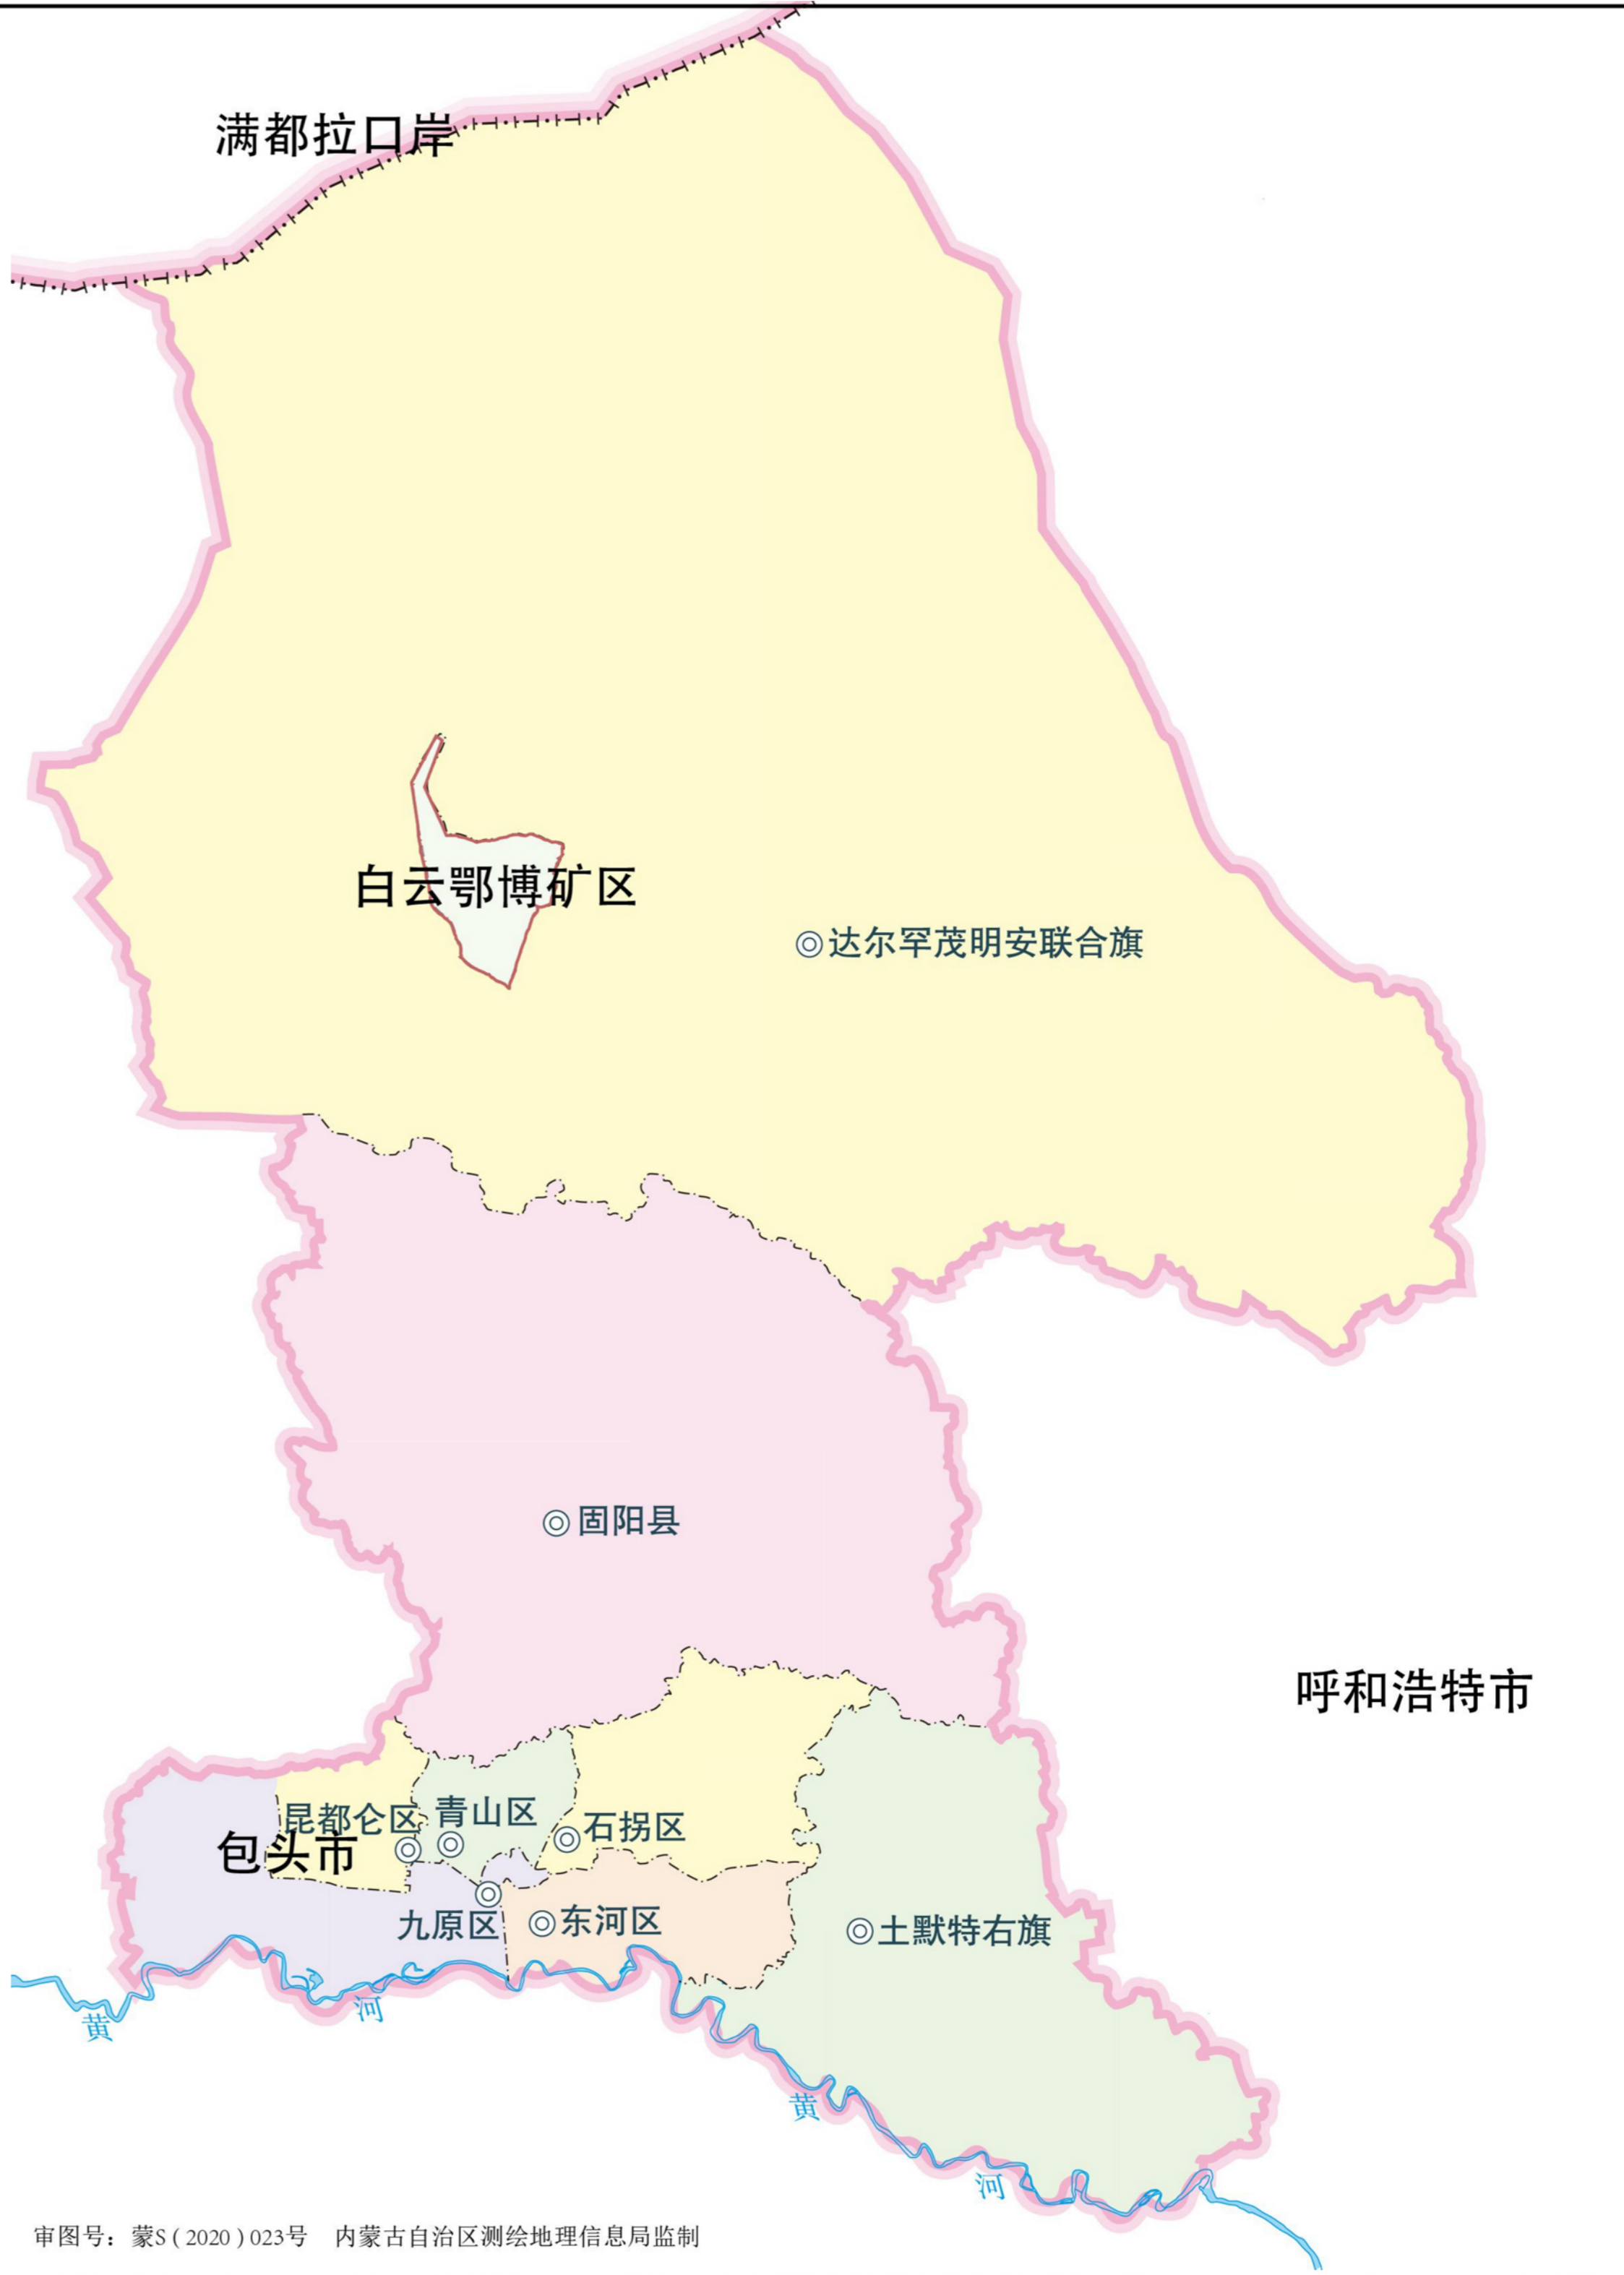 满都拉口岸
白云鄂博矿区
达尔罕茂明安联合旗
固阳县
呼和浩特市
昆都仑区
青山区
石拐区
包头市
九原区
东河区
土默特右旗
黄
河
黄
河
审图号：蒙S(2020)023号 内蒙古自治区测绘地理信息局监制